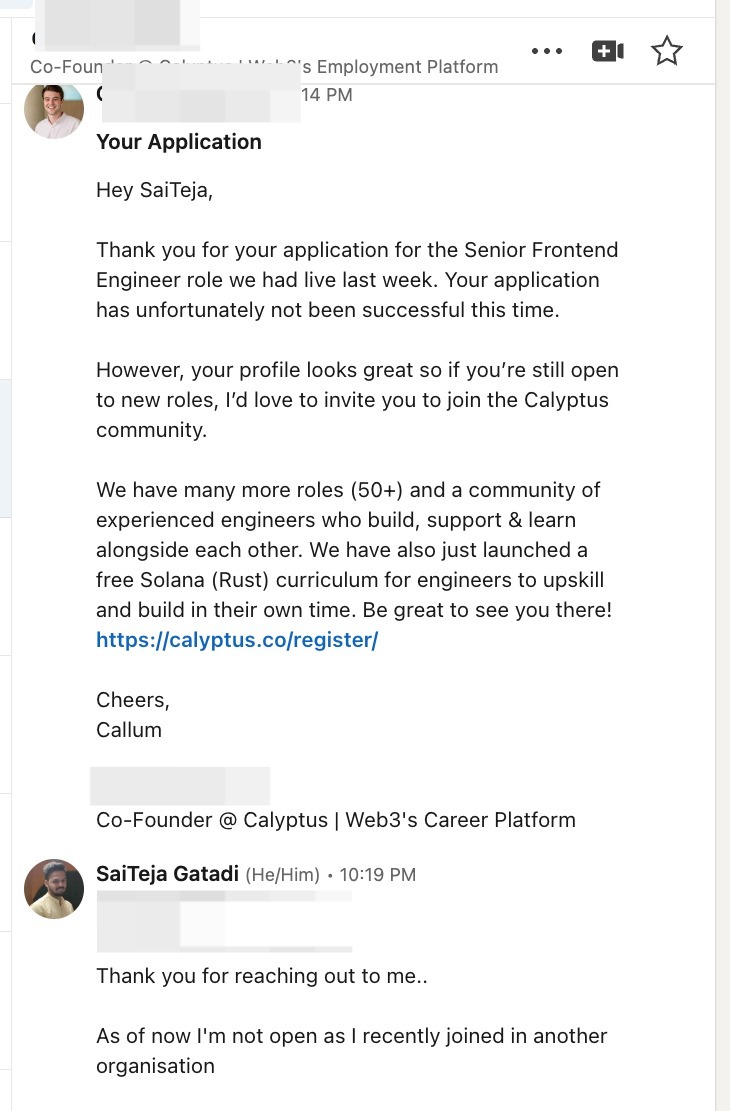 Co-Founder @ Calyptus | Web3's Employment Platform
14 PM
Your Application
Hey SaiTeja,
Thank you for your application for the Senior Frontend
Engineer role we had live last week. Your application
has unfortunately not been successful this time.
However, your profile looks great so if you’re still open
to new roles, I’d love to invite you to join the Calyptus
community.
We have many more roles (50+) and a community of
experienced engineers who build, support & learn
alongside each other. We have also just launched a
free Solana (Rust) curriculum for engineers to upskill
and build in their own time. Be great to see you there!
https://calyptus.co/register/
Cheers,
Callum
Co-Founder @ Calyptus | Web3's Career Platform
SaiTeja Gatadi (He/Him) • 10:19 PM
Thank you for reaching out to me..
As of now I'm not open as I recently joined in another
organisation